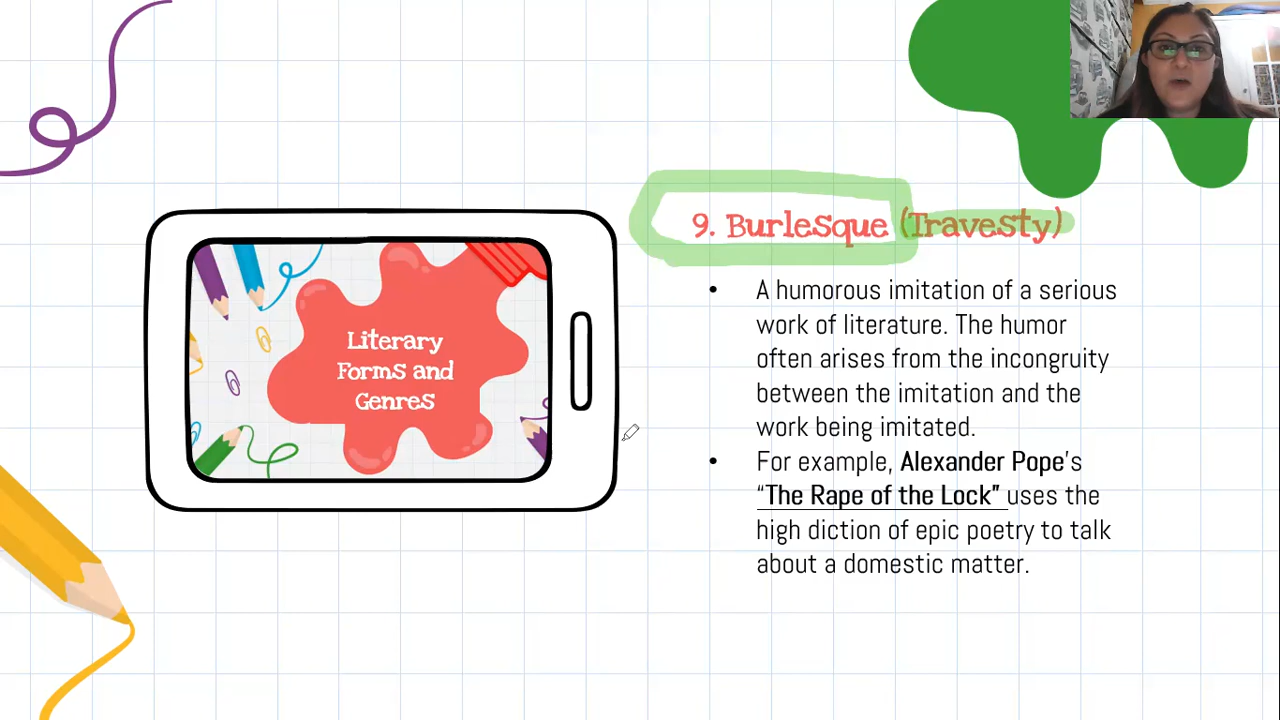 Literary
Forms and
Genres
9. Burlesque (Travesty)
• A humorous imitation of a serious
work of literature. The humor
often arises from the incongruity
between the imitation and the
work being imitated.
• For example, Alexander Pope's
“The Rape of the Lock” uses the
high diction of epic poetry to talk
about a domestic matter.